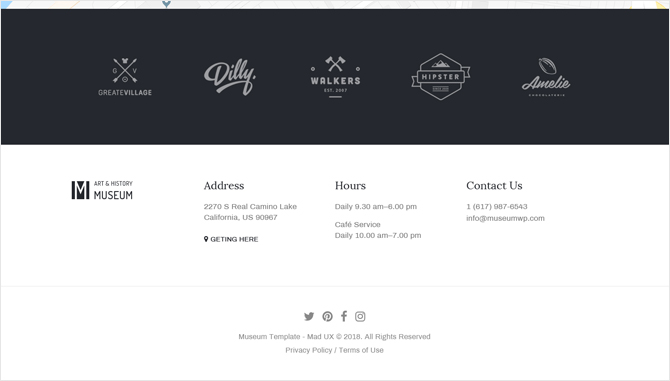 G V
GREATEVILLAGE
Dilly.
WALKERS
EST. 1967
HIPSTER
Amelie
ART & HISTORY
MUSEUM
Address
2270 S Real Camino Lake
California, US 90967
GETING HERE
Hours
Daily 9.30 am–6.00 pm
Café Service
Daily 10.00 am–7.00 pm
Contact Us
1 (617) 987-6543
info@museumwp.com
Museum Template - Mad UX © 2018, All Rights Reserved
Privacy Policy / Terms of Use